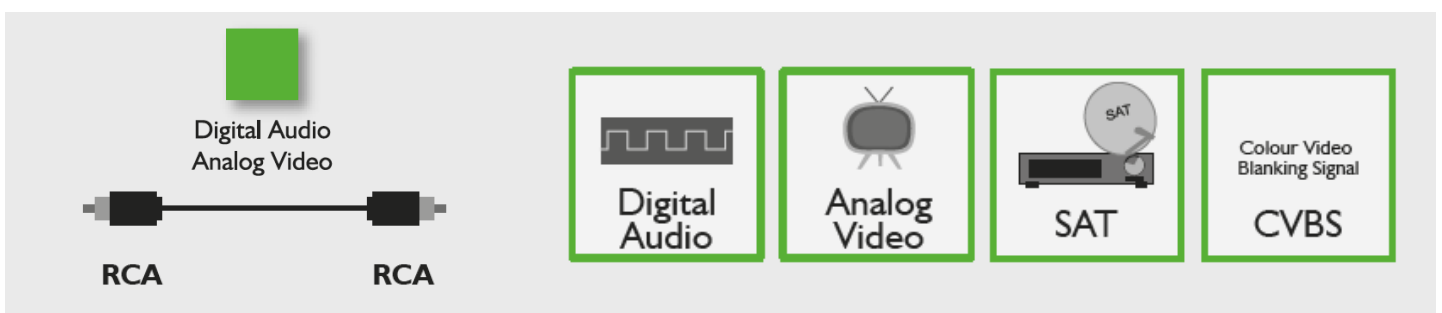 Digital Audio
Analog Video
RCA
RCA
Digital
Audio
Analog
Video
SAT
SAT
Colour Video
Blanking Signal
CVBS